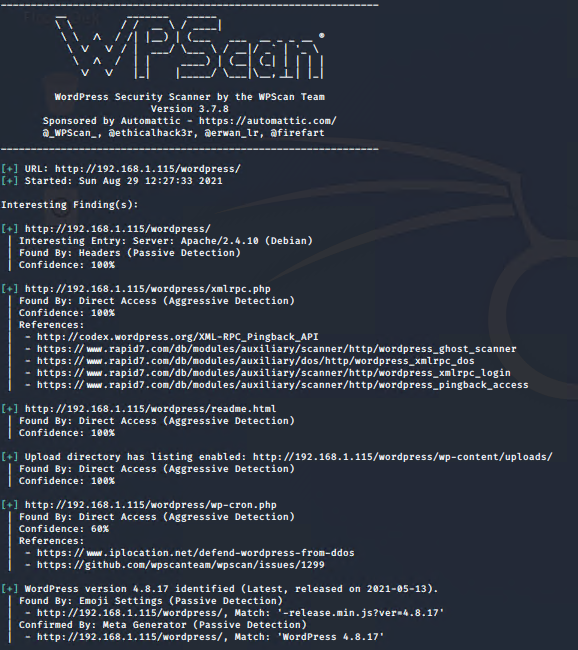 WPScan ®
WordPress Security Scanner by the WPScan Team
Version 3.7.8
Sponsored by Automattic - https://automattic.com/
@_WPScan_, @ethicalhack3r, @erwan_lr, @firefart
[+] URL: http://192.168.1.115/wordpress/
[+] Started: Sun Aug 29 12:27:33 2021
Interesting Finding(s):
[+] http://192.168.1.115/wordpress/
| Interesting Entry: Server: Apache/2.4.10 (Debian)
| Found By: Headers (Passive Detection)
| Confidence: 100%
[+] http://192.168.1.115/wordpress/xmlrpc.php
| Found By: Direct Access (Aggressive Detection)
| Confidence: 100%
| References:
|  - http://codex.wordpress.org/XML-RPC_Pingback_API
|  - https://www.rapid7.com/db/modules/auxiliary/scanner/http/wordpress_ghost_scanner
|  - https://www.rapid7.com/db/modules/auxiliary/dos/http/wordpress_xmlrpc_dos
|  - https://www.rapid7.com/db/modules/auxiliary/scanner/http/wordpress_xmlrpc_login
|  - https://www.rapid7.com/db/modules/auxiliary/scanner/http/wordpress_pingback_access
[+] http://192.168.1.115/wordpress/readme.html
| Found By: Direct Access (Aggressive Detection)
| Confidence: 100%
[+] Upload directory has listing enabled: http://192.168.1.115/wordpress/wp-content/uploads/
| Found By: Direct Access (Aggressive Detection)
| Confidence: 100%
[+] http://192.168.1.115/wordpress/wp-cron.php
| Found By: Direct Access (Aggressive Detection)
| Confidence: 60%
| References:
|  - https://www.iplocation.net/defend-wordpress-from-ddos
|  - https://github.com/wpscanteam/wpscan/issues/1299
[+] WordPress version 4.8.17 identified (Latest, released on 2021-05-13).
| Found By: Emoji Settings (Passive Detection)
|  - http://192.168.1.115/wordpress/, Match: '-release.min.js?ver=4.8.17'
| Confirmed By: Meta Generator (Passive Detection)
|  - http://192.168.1.115/wordpress/, Match: 'WordPress 4.8.17'